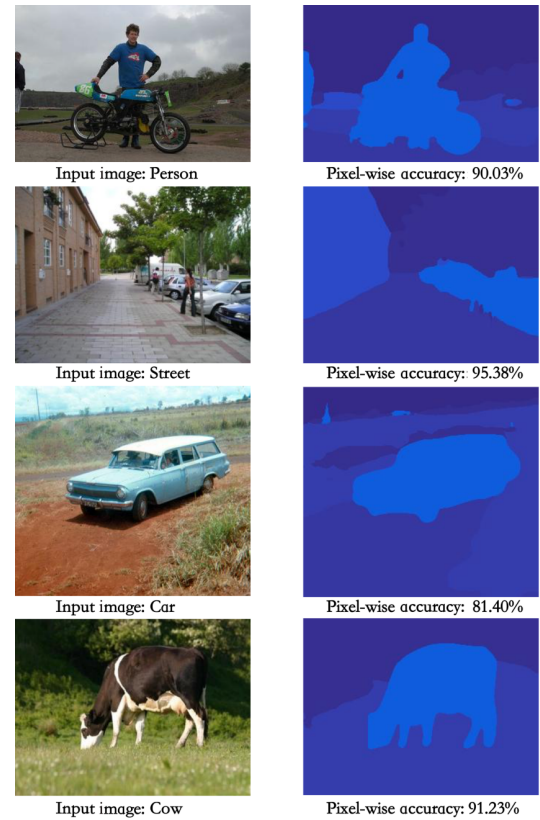 Input image: Person
Pixel-wise accuracy: 90.03%
Input image: Street
Pixel-wise accuracy: 95.38%
Input image: Car
Pixel-wise accuracy: 81.40%
Input image: Cow
Pixel-wise accuracy: 91.23%